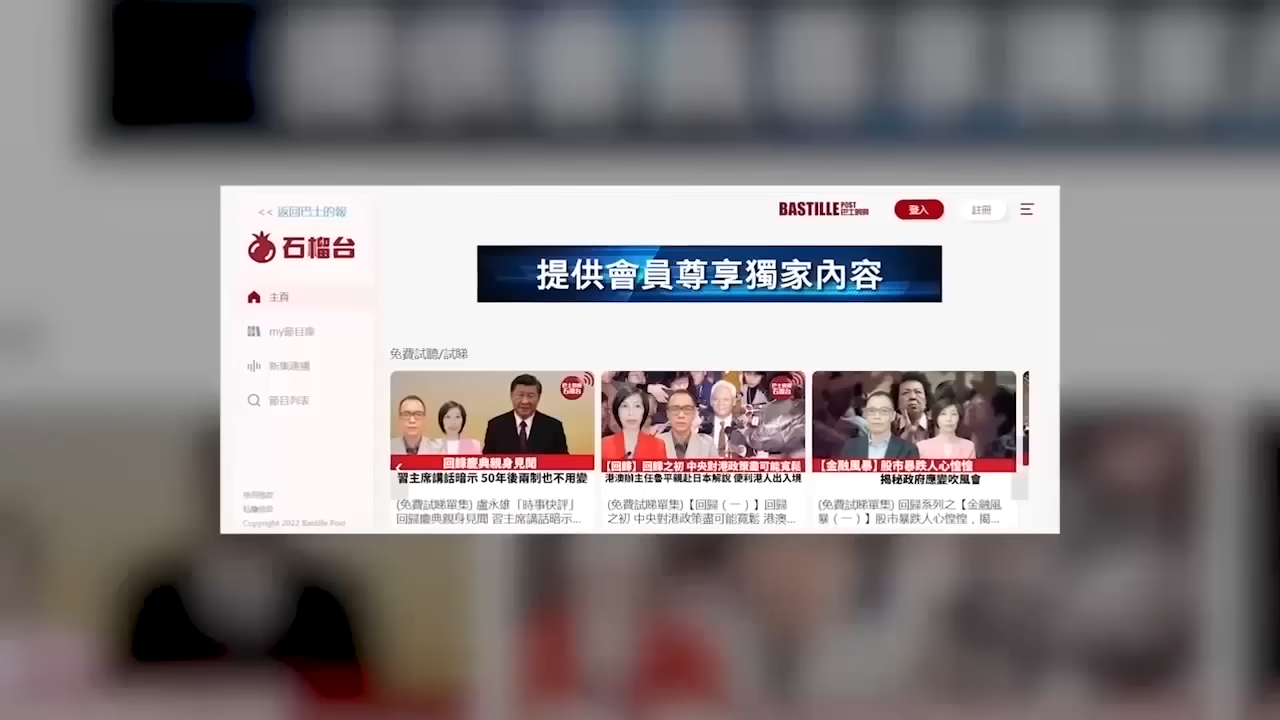 << 返回巴士的報
石榴台
主頁
my節目庫
新集連播
節目列表
Copyright 2022 Bastille Post
BASTILLE POST 巴士的報
登入
註冊
提供會員尊享獨家內容
免費試聽/試睇
回歸慶典親身見聞
習主席講話暗示 50年後兩制也不用變
(免費試睇單集) 盧永雄「時事快評」
回歸慶典親身見聞 習主席講話暗示...
【回歸】回歸之初 中央對港政策盡可能寬鬆
港澳辦主任魯平親赴日本解說 便利港人出入境
(免費試睇單集)【回歸（一）】回歸
之初 中央對港政策盡可能寬鬆 港澳...
【金融風暴】股市暴跌人心惶惶
揭秘政府應變吹風會
(免費試睇單集) 回歸系列之【金融風
暴（一）】股市暴跌人心惶惶，揭...